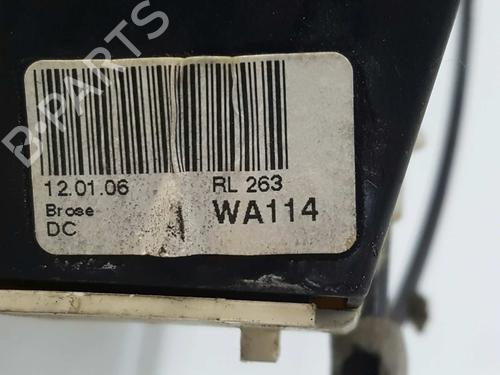 B-PARTS
12.01.06 RL 263
Brose WA114
DC